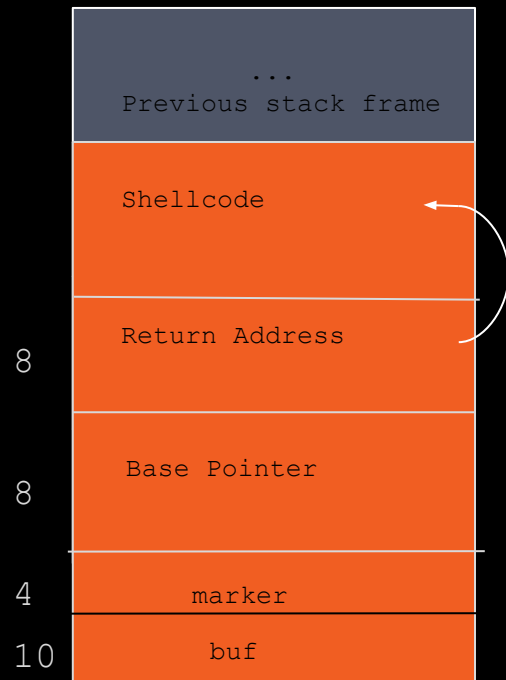 ...
Previous stack frame
Shellcode
Return Address
8
Base Pointer
8
marker
4
buf
10